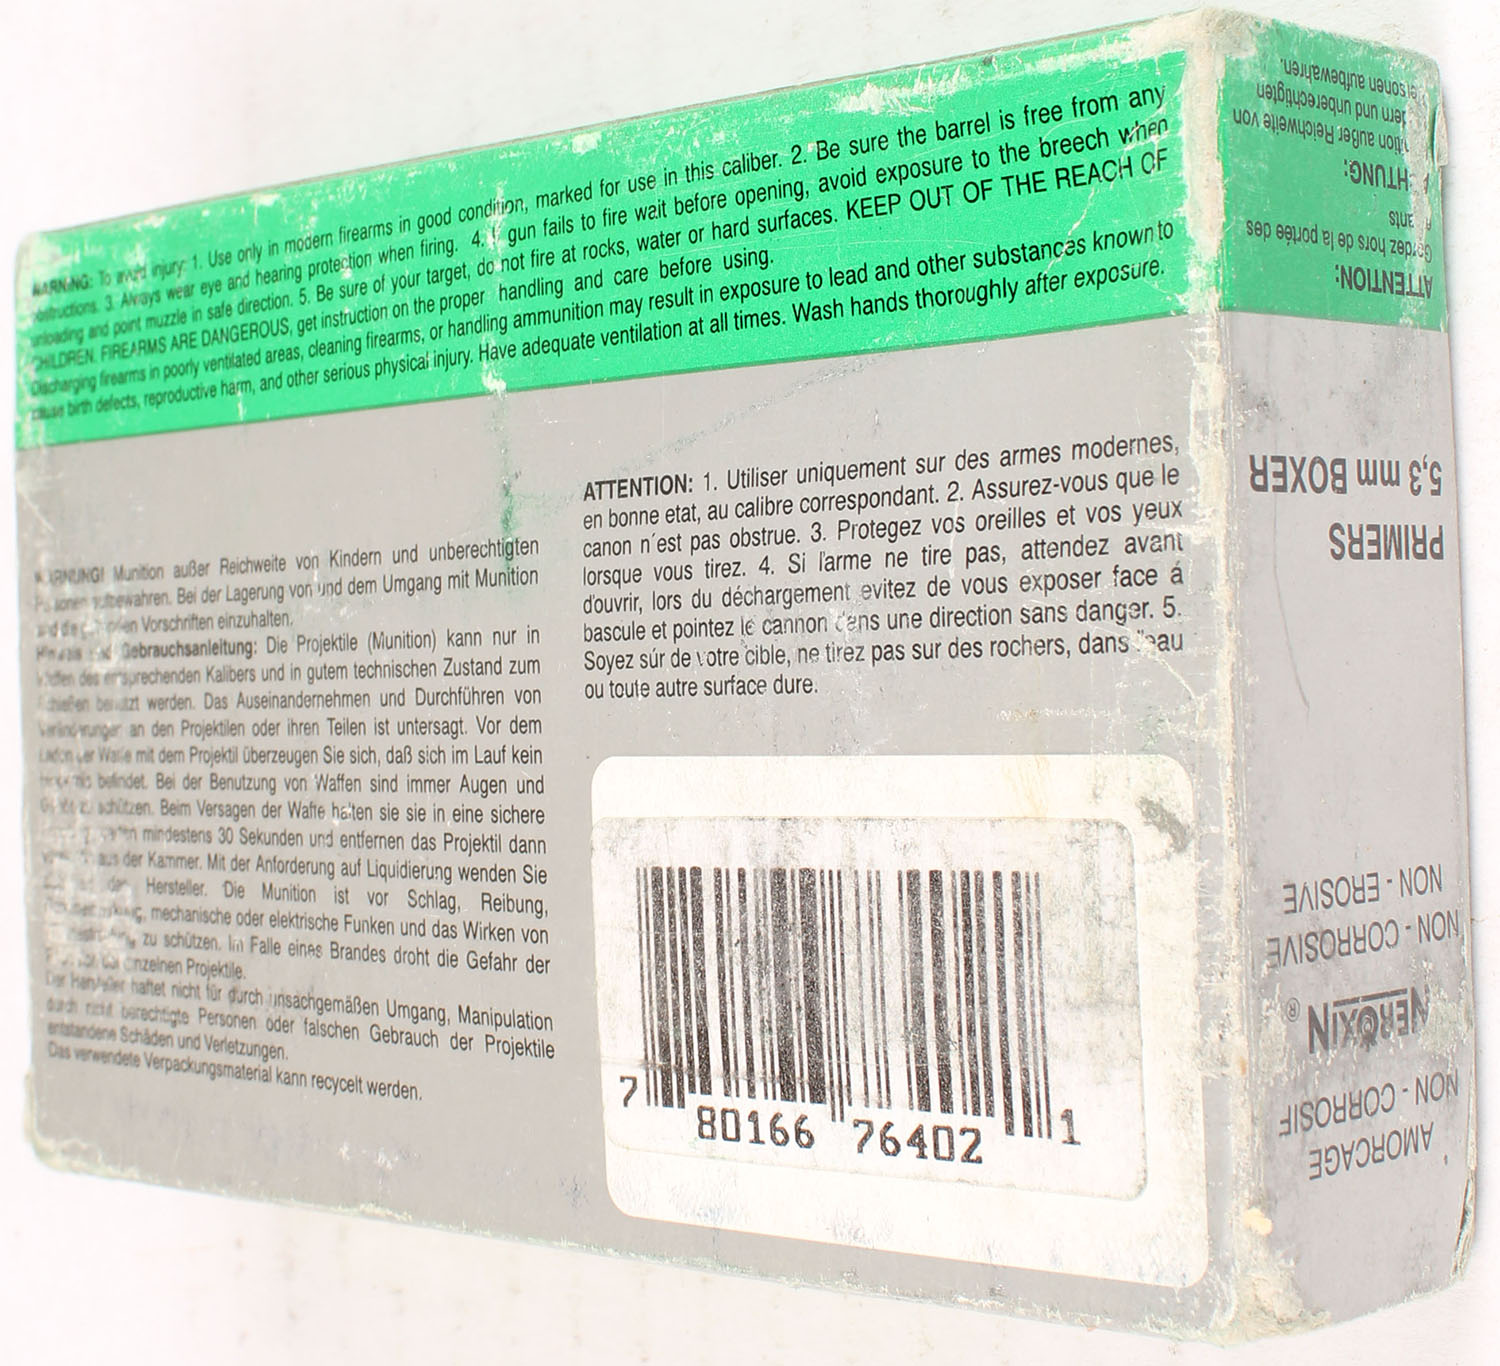 WARNING: To avoid injury: 1. Use only in modern firearms in good condition, marked for use in this caliber. 2. Be sure the barrel is free from any
obstructions. 3. Always wear eye and hearing protection when firing. 4. If gun fails to fire wait before opening, avoid exposure to the breech when
unloading and point muzzle in safe direction. 5. Be sure of your target, do not fire at rocks, water or hard surfaces. KEEP OUT OF THE REACH OF
CHILDREN. FIREARMS ARE DANGEROUS, get instruction on the proper handling and care before using.
Discharging firearms in poorly ventilated areas, cleaning firearms, or handling ammunition may result in exposure to lead and other substances known to
cause birth defects, reproductive harm, and other serious physical injury. Have adequate ventilation at all times. Wash hands thoroughly after exposure.
WARNUNG! Munition außer Reichweite von Kindern und unberechtigten
aufbewahren. Bei der Lagerung von und dem Umgang mit Munition
sind die Vorschriften einzuhalten.
Gebrauchsanleitung: Die Projektile (Munition) kann nur in
des entsprechenden Kalibers und in gutem technischen Zustand zum
benutzt werden. Das Auseinandernehmen und Durchführen von
an den Projektilen oder ihren Teilen ist untersagt. Vor dem
der Waffe mit dem Projektil überzeugen Sie sich, daß sich im Lauf kein
befindet. Bei der Benutzung von Waffen sind immer Augen und
zu schützen. Beim Versagen der Waffe halten sie sie in eine sichere
mindestens 30 Sekunden und entfernen das Projektil dann
aus der Kammer. Mit der Anforderung auf Liquidierung wenden Sie
den Hersteller. Die Munition ist vor Schlag, Reibung,
mechanische oder elektrische Funken und das Wirken von
zu schützen. Im Falle eines Brandes droht die Gefahr der
einzelnen Projektile.
Der Hersteller haftet nicht für durch unsachgemäßen Umgang, Manipulation
durch nicht berechtigte Personen oder falschen Gebrauch der Projektile
entstandene Schäden und Verletzungen.
Das verwendete Verpackungsmaterial kann recycelt werden.
ATTENTION: 1. Utiliser uniquement sur des armes modernes,
en bonne etat, au calibre correspondant. 2. Assurez-vous que le
canon n´est pas obstrue. 3. Protegez vos oreilles et vos yeux
lorsque vous tirez. 4. Si l'arme ne tire pas, attendez avant
d'ouvrir, lors du déchargement evitez de vous exposer face á
bascule et pointez le cannon dans une direction sans danger. 5.
Soyez súr de votre cible, ne tirez pas sur des rochers, dans l'eau
ou toute autre surface dure.
7 80166 76402 1
AMORCAGE
NON - CORROSIF
NEROXIN ®
NON - CORROSIVE
NON - EROSIVE
PRIMERS
5,3 mm BOXER
ATTENTION:
Gardez hors de la portée des
außer Reichweite von
und unberechtigten
aufbewahren.